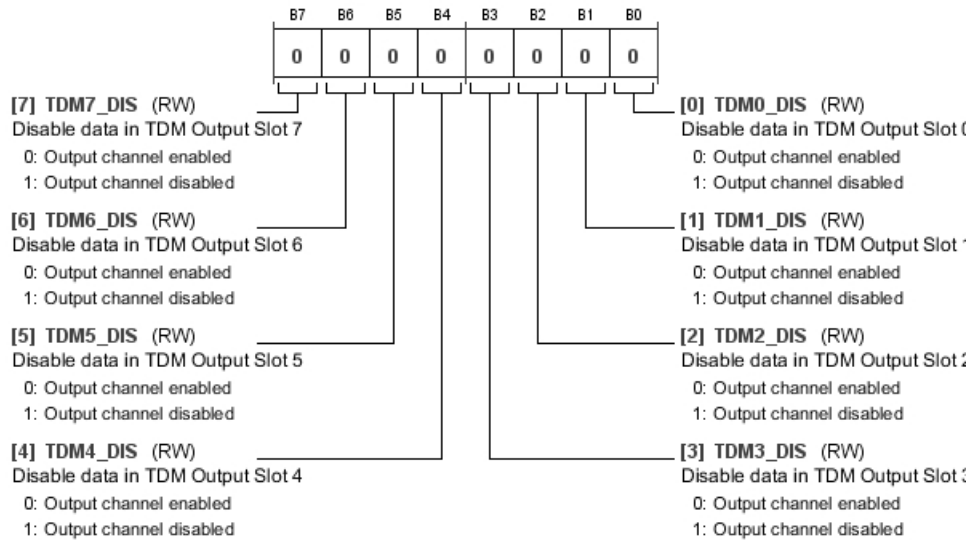 B7 B6 B5 B4 B3 B2 B1 B0
0 0 0 0 0 0 0 0
[7] TDM7_DIS (RW)
Disable data in TDM Output Slot 7
0: Output channel enabled
1: Output channel disabled
[6] TDM6_DIS (RW)
Disable data in TDM Output Slot 6
0: Output channel enabled
1: Output channel disabled
[5] TDM5_DIS (RW)
Disable data in TDM Output Slot 5
0: Output channel enabled
1: Output channel disabled
[4] TDM4_DIS (RW)
Disable data in TDM Output Slot 4
0: Output channel enabled
1: Output channel disabled
[0] TDM0_DIS (RW)
Disable data in TDM Output Slot 0
0: Output channel enabled
1: Output channel disabled
[1] TDM1_DIS (RW)
Disable data in TDM Output Slot 1
0: Output channel enabled
1: Output channel disabled
[2] TDM2_DIS (RW)
Disable data in TDM Output Slot 2
0: Output channel enabled
1: Output channel disabled
[3] TDM3_DIS (RW)
Disable data in TDM Output Slot 3
0: Output channel enabled
1: Output channel disabled